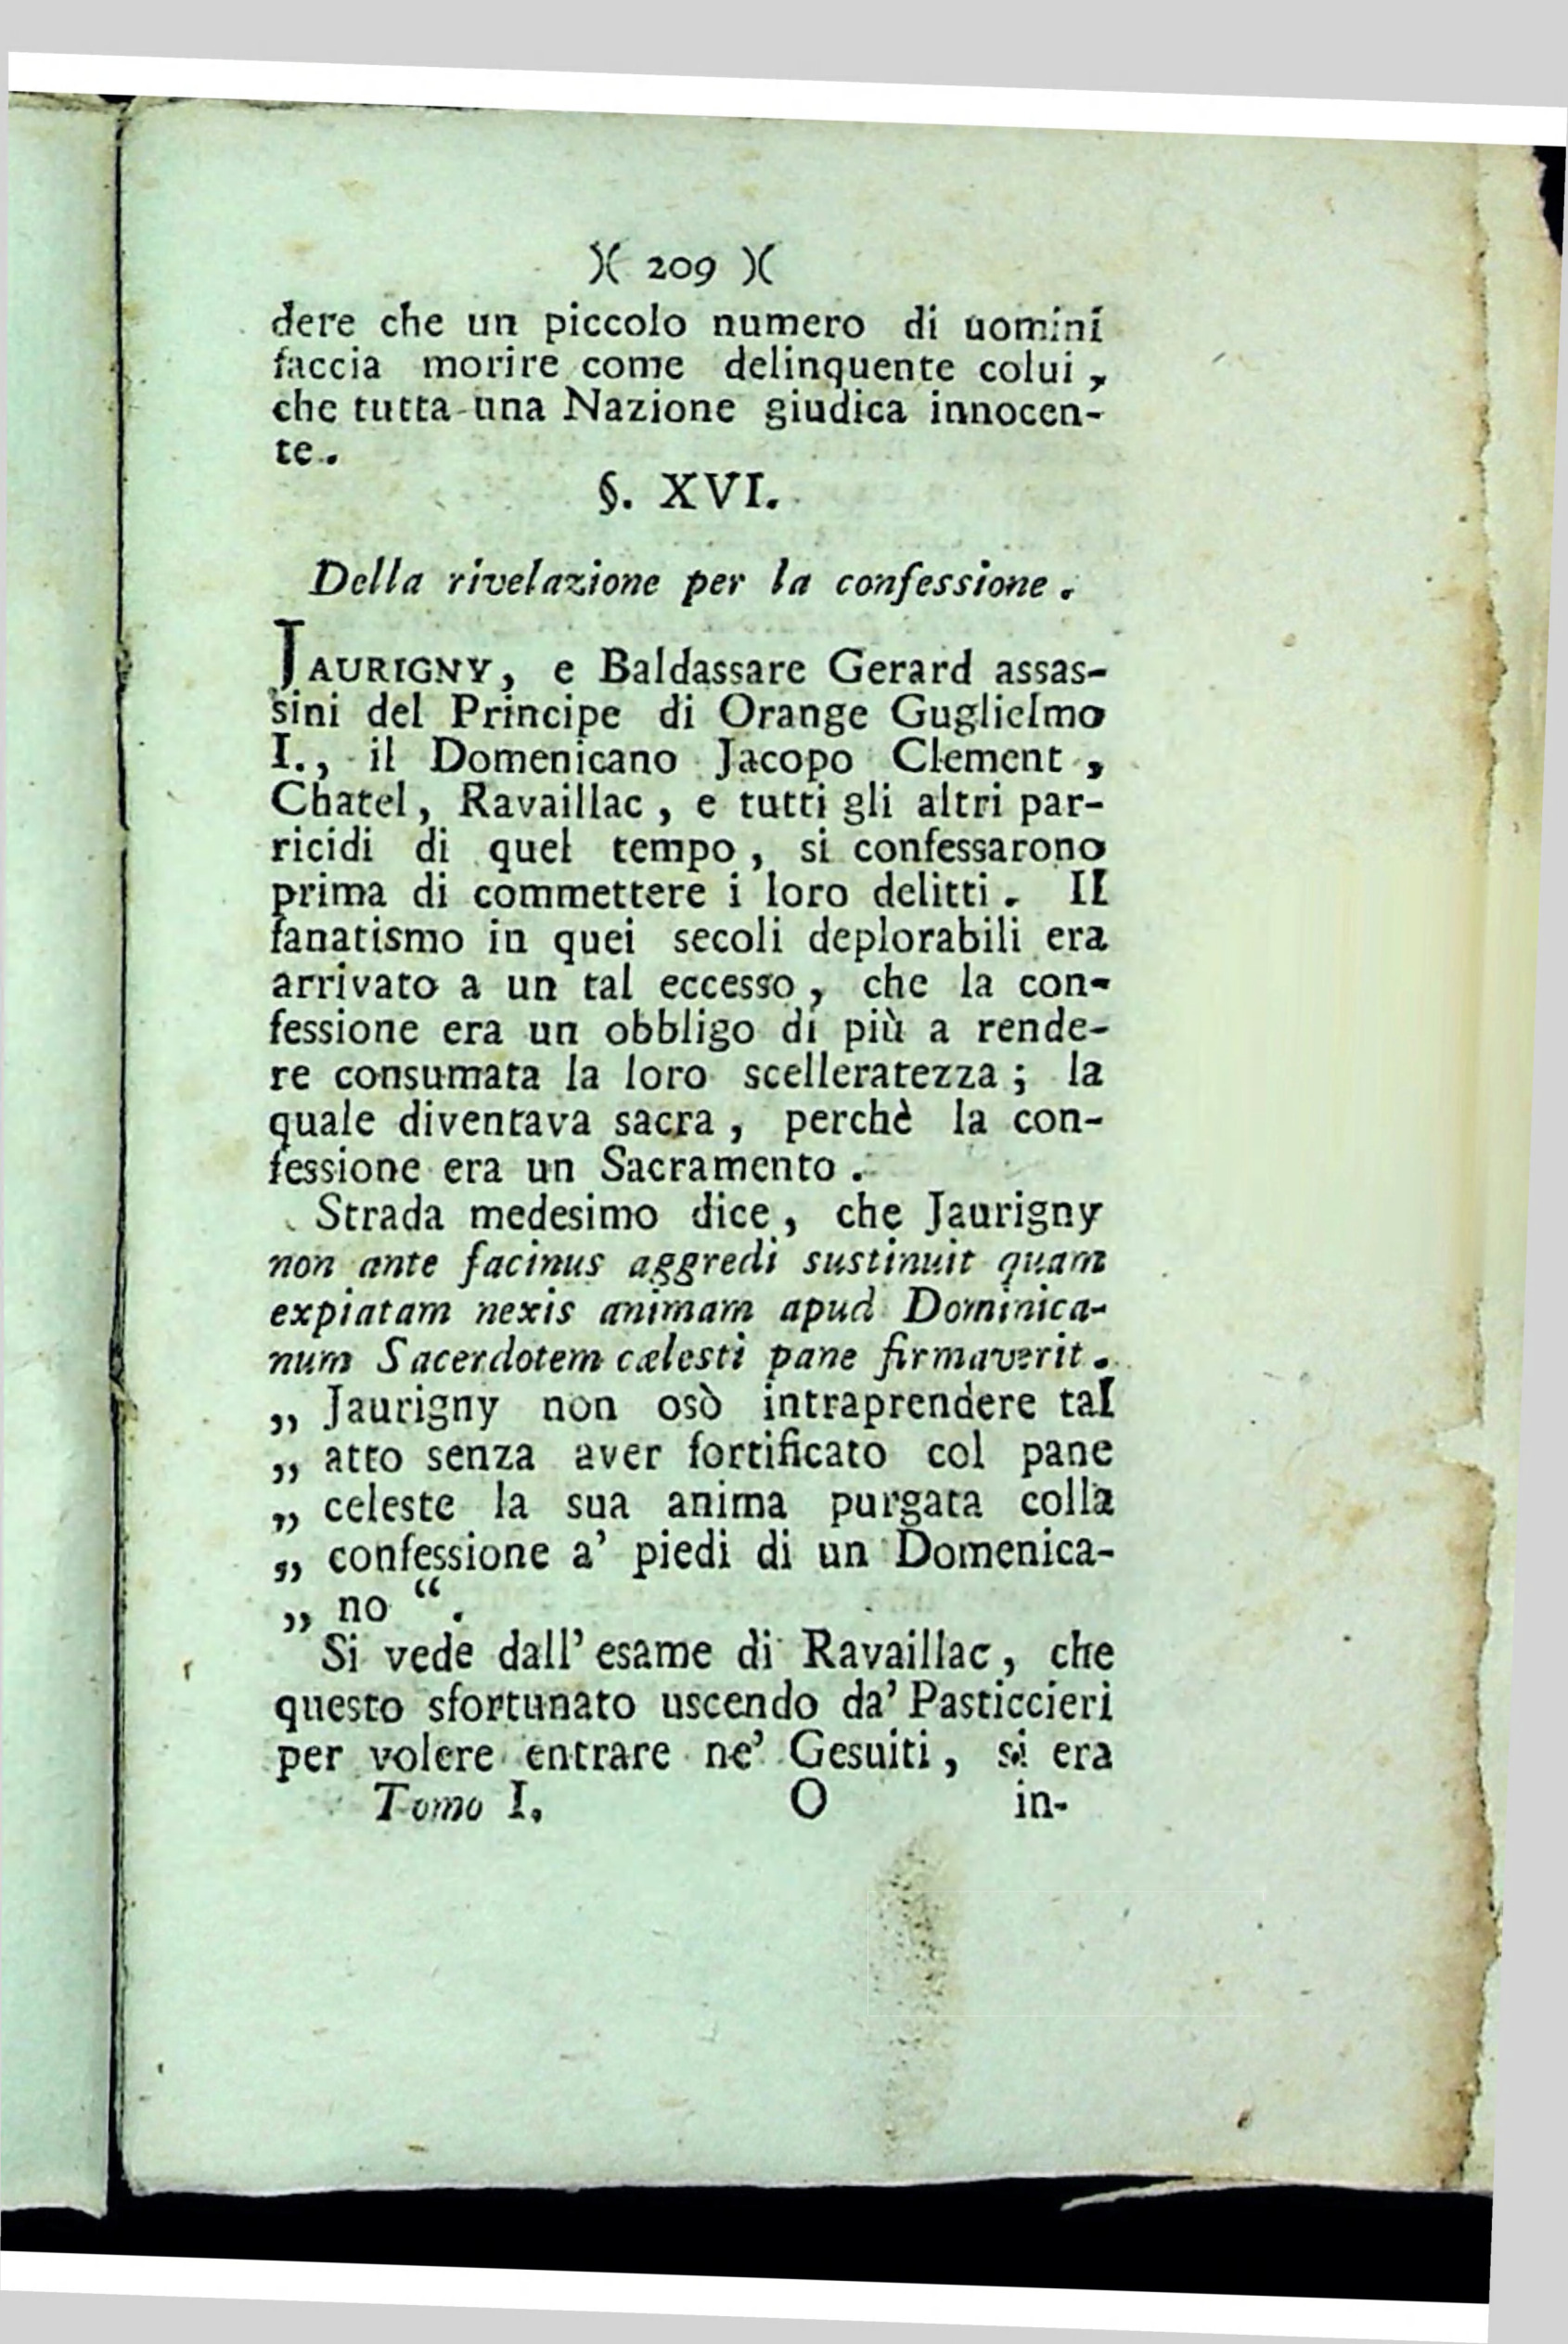 )( 209 )(
dere che un piccolo numero di uomini
faccia morire come delinquente colui,
che tutta una Nazione giudica innocen-
te.
§. XVI.
Della rivelazione per la confessione.
JAURIGNY, e Baldassare Gerard assas-
sini del Principe di Orange Guglielmo
I., il Domenicano Jacopo Clement,
Chatel, Ravaillac, e tutti gli altri par-
ricidi di quel tempo, si confessarono
prima di commettere i loro delitti. Il
fanatismo in quei secoli deplorabili era
arrivato a un tal eccesso, che la con-
fessione era un obbligo di più a rende-
re consumata la loro scelleratezza; la
quale diventava sacra, perchè la con-
fessione era un Sacramento.
Strada medesimo dice, che Jaurigny
non ante facinus aggredi sustinuit quam
expiatam nexis animam apud Dominica-
num Sacerdotem cælesti pane firmaverit.
„ Jaurigny non osò intraprendere tal
„ atto senza aver fortificato col pane
„ celeste la sua anima purgata colla
„ confessione a' piedi di un Domenica-
„ no “.
Si vede dall' esame di Ravaillac, che
questo sfortunato uscendo da' Pasticcieri
per volere entrare ne' Gesuiti, si era
Tomo I. O in-